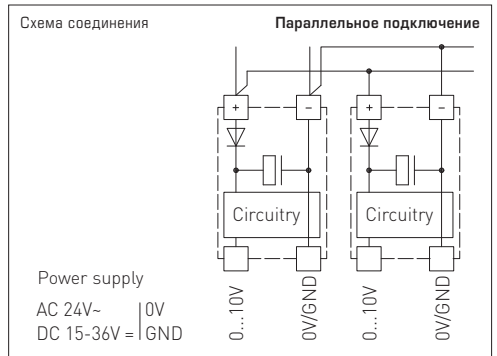 Схема соединения
Параллельное подключение
+ − + −
Circuitry Circuitry
Power supply
AC 24V~ 0V
DC 15-36V = GND
0...10V
0V/GND
0...10V
0V/GND